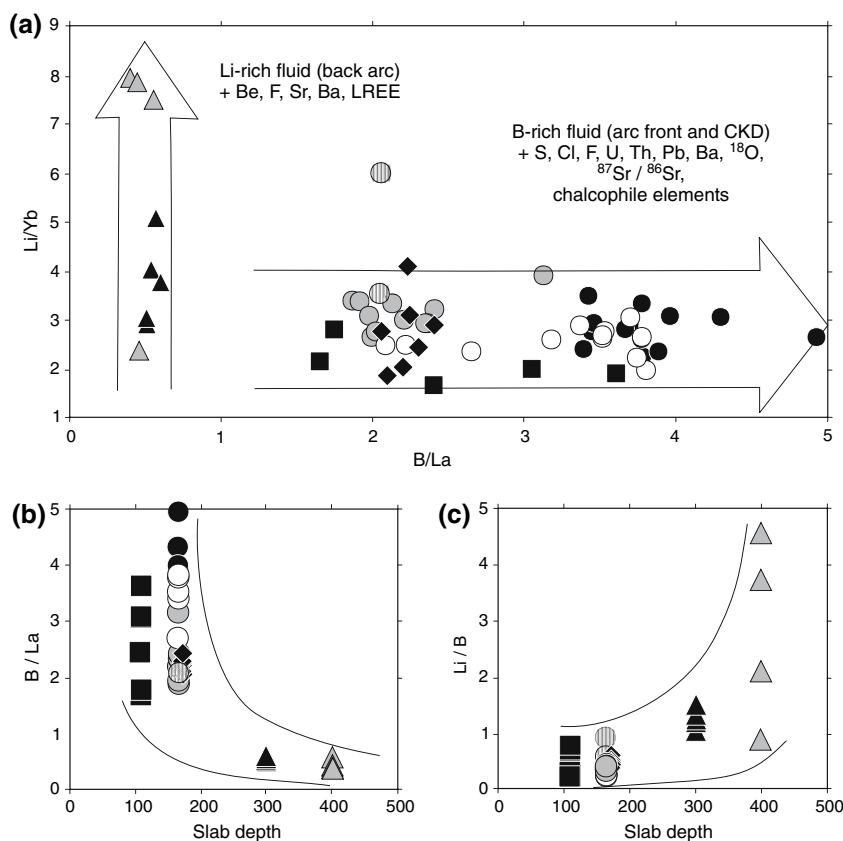 (a)
9
8
7
6
5
4
3
2
1
Li/Yb
Li-rich fluid (back arc)
+ Be, F, Sr, Ba, LREE
B-rich fluid (arc front and CKD)
+ S, Cl, F, U, Th, Pb, Ba, ¹⁸O,
⁸⁷Sr / ⁸⁶Sr,
chalcophile elements
0 1 2 3 4 5
B/La
(b)
5
4
3
2
1
0
B / La
0 100 200 300 400 500
Slab depth
(c)
5
4
3
2
1
0
Li / B
0 100 200 300 400 500
Slab depth